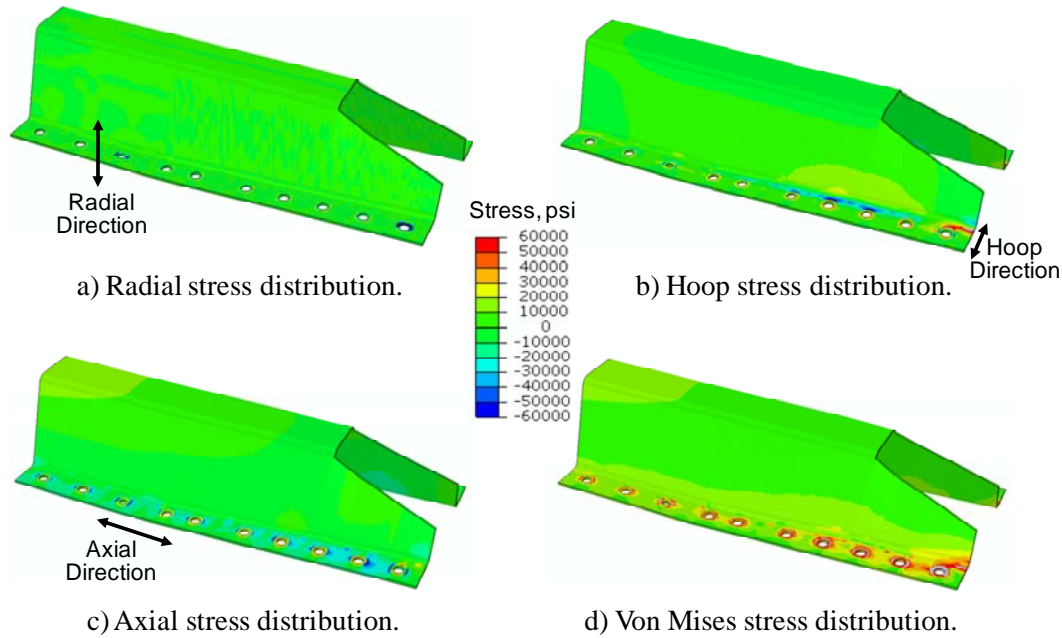 Radial
Direction
a) Radial stress distribution.
Hoop
Direction
b) Hoop stress distribution.
Stress, psi
60000
50000
40000
30000
20000
10000
0
-10000
-20000
-30000
-40000
-50000
-60000
Axial
Direction
c) Axial stress distribution.
d) Von Mises stress distribution.